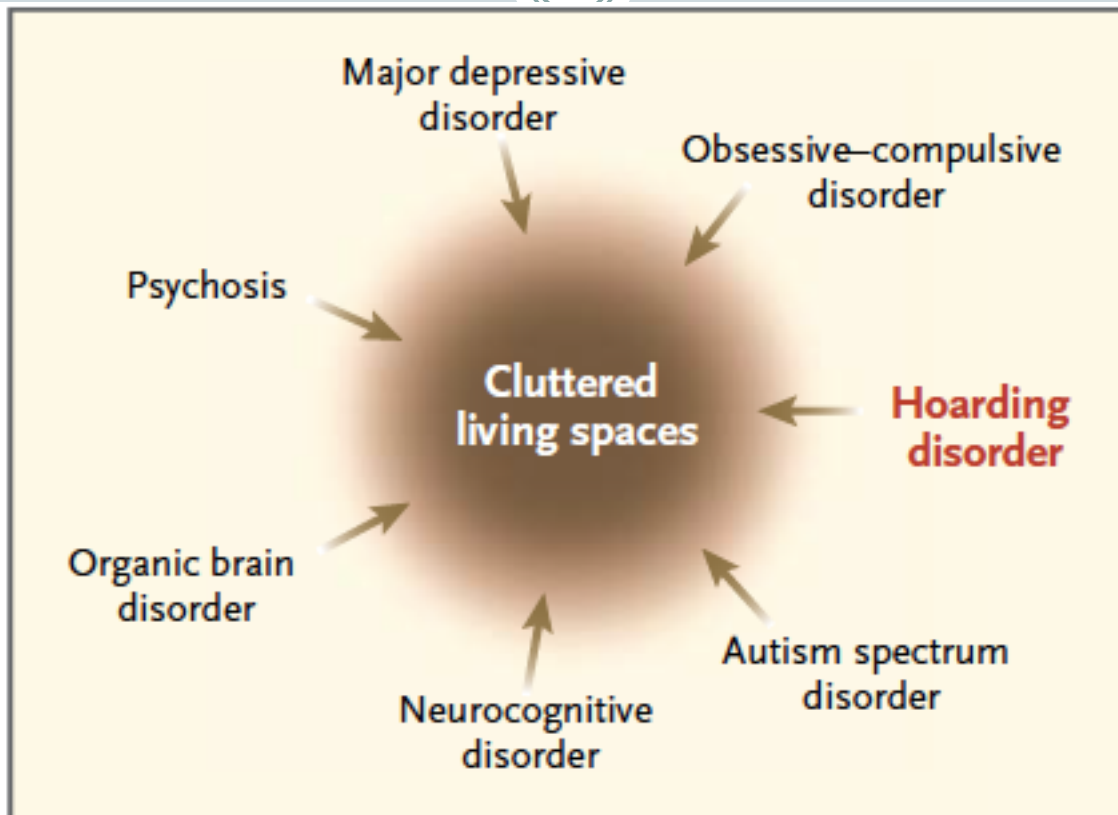 Major depressive
disorder
Obsessive–compulsive
disorder
Psychosis
Cluttered
living spaces
Hoarding
disorder
Organic brain
disorder
Autism spectrum
disorder
Neurocognitive
disorder